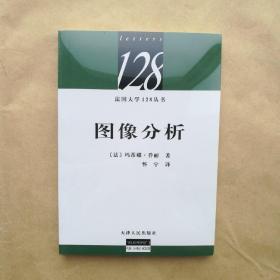 letters
128
法国大学128丛书
图像分析
〔法〕玛蒂娜·乔丽 著
怀宇 译
天津人民出版社